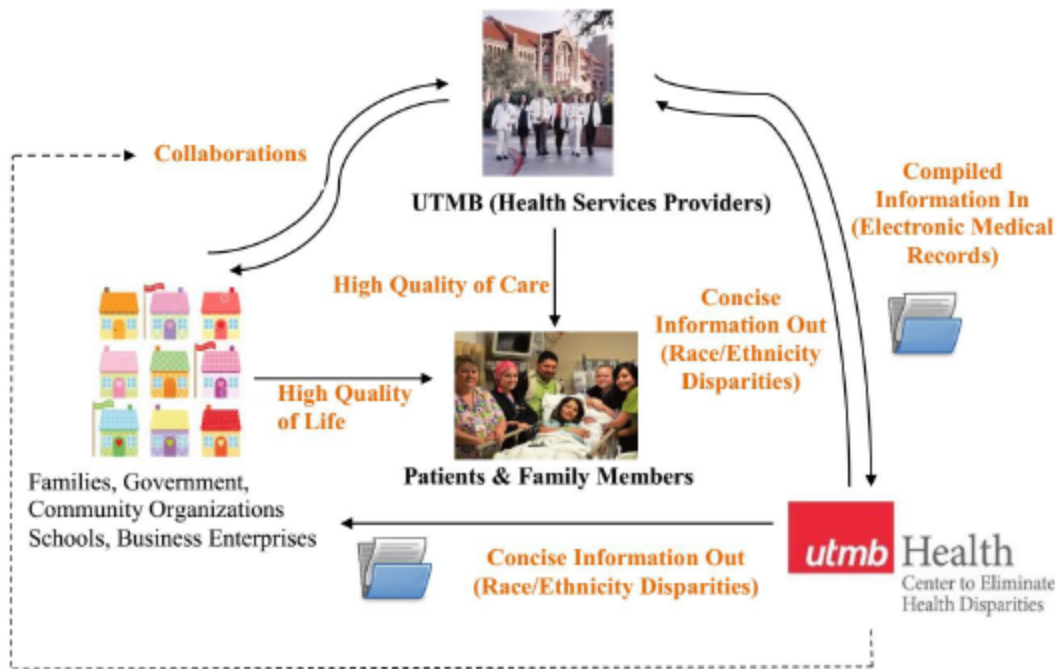 Collaborations
UTMB (Health Services Providers)
Compiled
Information In
(Electronic Medical
Records)
High Quality of Care
Concise
Information Out
(Race/Ethnicity
Disparities)
High Quality
of Life
Patients & Family Members
Families, Government,
Community Organizations
Schools, Business Enterprises
Concise Information Out
(Race/Ethnicity Disparities)
utmb Health
Center to Eliminate
Health Disparities